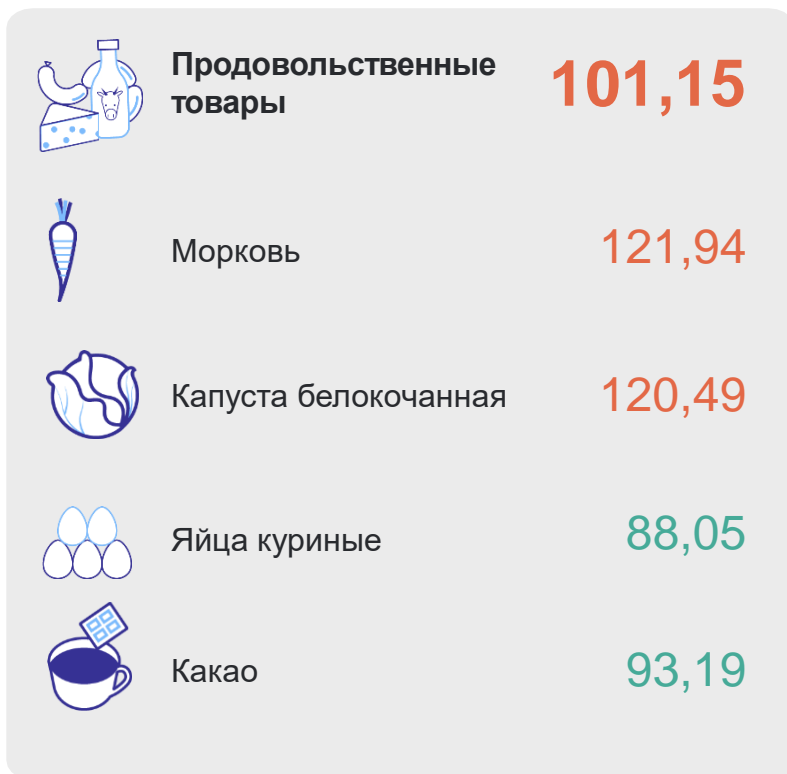 Продовольственные
товары
101,15
Морковь
121,94
Капуста белокочанная
120,49
Яйца куриные
88,05
Какао
93,19